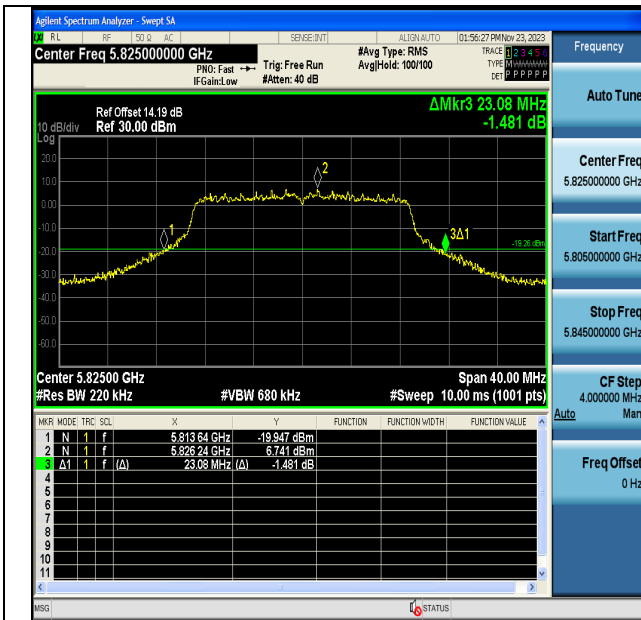 Agilent Spectrum Analyzer - Swept SA
RL RF 50 Ω AC SENSE:INT ALIGN AUTO 01:56:27 PM Nov 23, 2023
Center Freq 5.825000000 GHz
PNO: Fast
IFGain:Low
Trig: Free Run
#Atten: 40 dB
#Avg Type: RMS
Avg|Hold: 100/100
TRACE 1 2 3 4 5 6
TYPE M
DET P P P P P P
ΔMkr3 23.08 MHz
-1.481 dB
Ref Offset 14.19 dB
Ref 30.00 dBm
10 dB/div
Log
20.0
10.0
0.00
-10.0
-20.0
-30.0
-40.0
-50.0
-60.0
1
2
3Δ1
-19.26 dBm
Center 5.82500 GHz Span 40.00 MHz
#Res BW 220 kHz #VBW 680 kHz #Sweep 10.00 ms (1001 pts)
MKR MODE TRC SCL X Y FUNCTION FUNCTION WIDTH FUNCTION VALUE
1 N 1 f 5.813 64 GHz -19.947 dBm
2 N 1 f 5.826 24 GHz 6.741 dBm
3 Δ1 1 f (Δ) 23.08 MHz (Δ) -1.481 dB
4
5
6
7
8
9
10
11
MSG STATUS
Frequency
Auto Tune
Center Freq
5.825000000 GHz
Start Freq
5.805000000 GHz
Stop Freq
5.845000000 GHz
CF Step
4.000000 MHz
Auto Man
Freq Offset
0 Hz